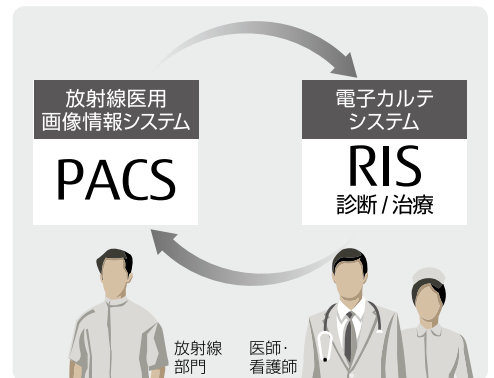 放射線医用
画像情報システム
PACS
電子カルテ
システム
RIS
診断 / 治療
放射線
部門
医師・
看護師